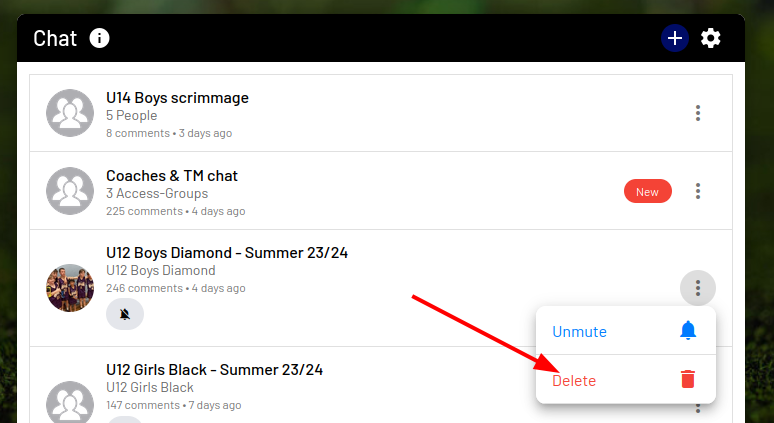 Chat
U14 Boys scrimmage
5 People
8 comments • 3 days ago
Coaches & TM chat
3 Access-Groups
225 comments • 4 days ago
New
U12 Boys Diamond - Summer 23/24
U12 Boys Diamond
246 comments • 4 days ago
Unmute
Delete
U12 Girls Black - Summer 23/24
U12 Girls Black
147 comments • 7 days ago